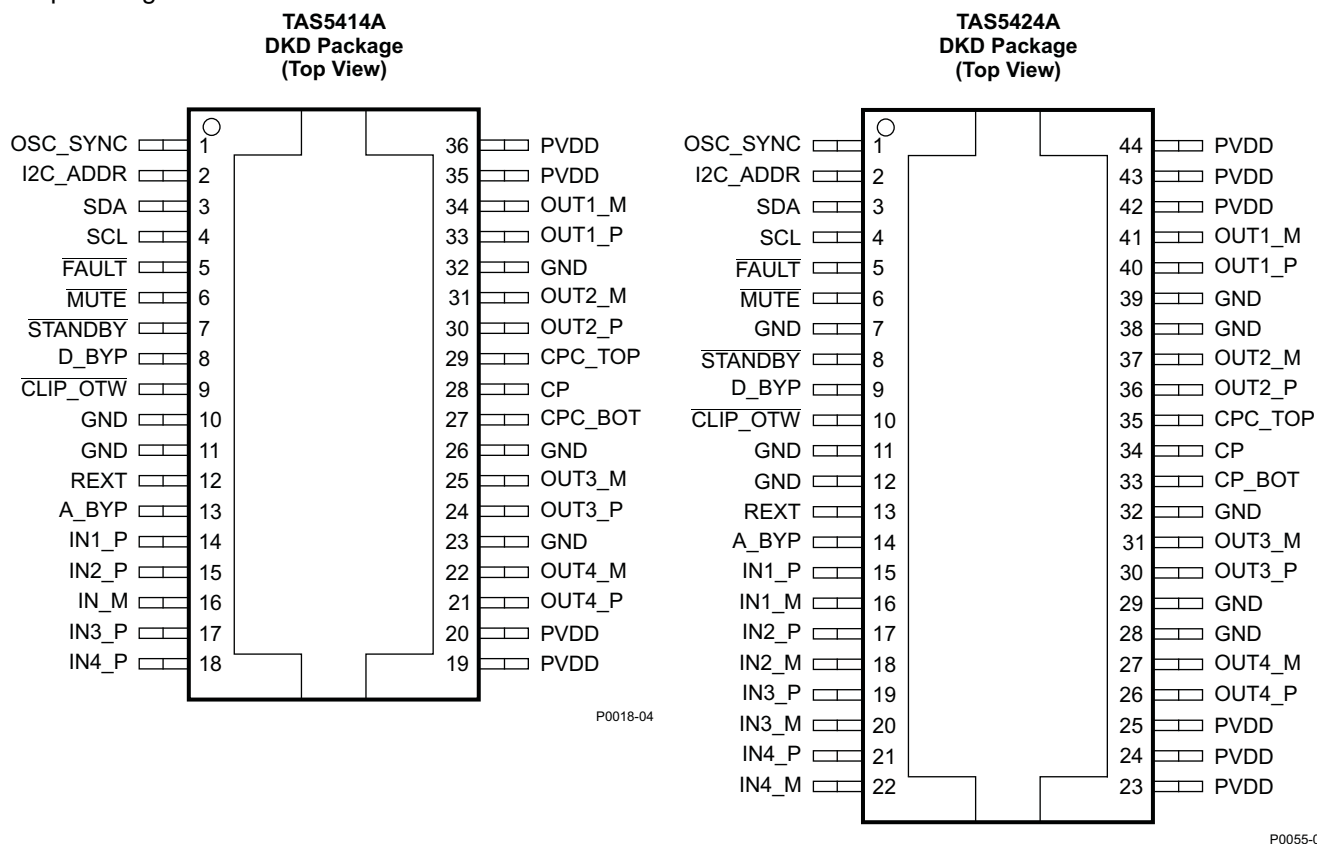 TAS5414A
DKD Package
(Top View)
OSC_SYNC 1 36 PVDD
I2C_ADDR 2 35 PVDD
SDA 3 34 OUT1_M
SCL 4 33 OUT1_P
FAULT 5 32 GND
MUTE 6 31 OUT2_M
STANDBY 7 30 OUT2_P
D_BYP 8 29 CPC_TOP
CLIP_OTW 9 28 CP
GND 10 27 CPC_BOT
GND 11 26 GND
REXT 12 25 OUT3_M
A_BYP 13 24 OUT3_P
IN1_P 14 23 GND
IN2_P 15 22 OUT4_M
IN_M 16 21 OUT4_P
IN3_P 17 20 PVDD
IN4_P 18 19 PVDD
P0018-04
TAS5424A
DKD Package
(Top View)
OSC_SYNC 1 44 PVDD
I2C_ADDR 2 43 PVDD
SDA 3 42 PVDD
SCL 4 41 OUT1_M
FAULT 5 40 OUT1_P
MUTE 6 39 GND
GND 7 38 GND
STANDBY 8 37 OUT2_M
D_BYP 9 36 OUT2_P
CLIP_OTW 10 35 CPC_TOP
GND 11 34 CP
GND 12 33 CP_BOT
REXT 13 32 GND
A_BYP 14 31 OUT3_M
IN1_P 15 30 OUT3_P
IN1_M 16 29 GND
IN2_P 17 28 GND
IN2_M 18 27 OUT4_M
IN3_P 19 26 OUT4_P
IN3_M 20 25 PVDD
IN4_P 21 24 PVDD
IN4_M 22 23 PVDD